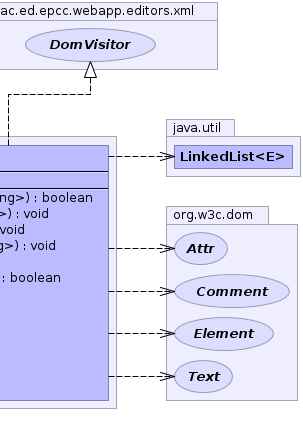 ac.ed.epcc.webapp.editors.xml
DomVisitor
java.util
LinkedList<E>
ng>) : boolean
>) : void
void
g>) : void
: boolean
org.w3c.dom
Attr
Comment
Element
Text